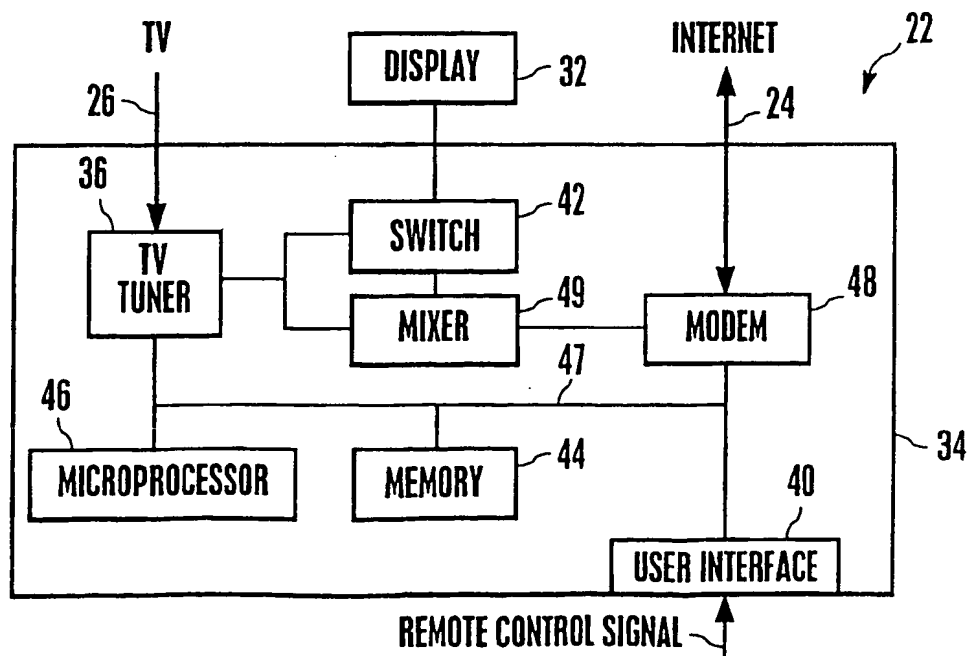 TV
INTERNET
22
DISPLAY
32
26
24
36
42
SWITCH
TV
TUNER
49
48
MIXER
MODEM
47
46
MICROPROCESSOR
MEMORY
44
34
40
USER INTERFACE
REMOTE CONTROL SIGNAL